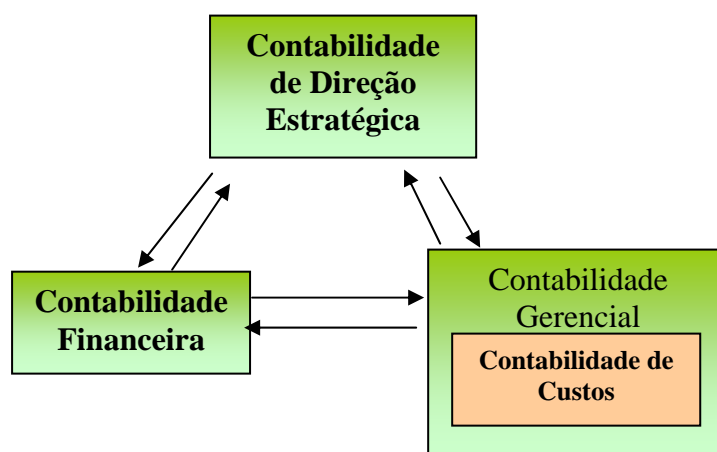 Contabilidade
de Direção
Estratégica
Contabilidade
Financeira
Contabilidade
Gerencial
Contabilidade de
Custos